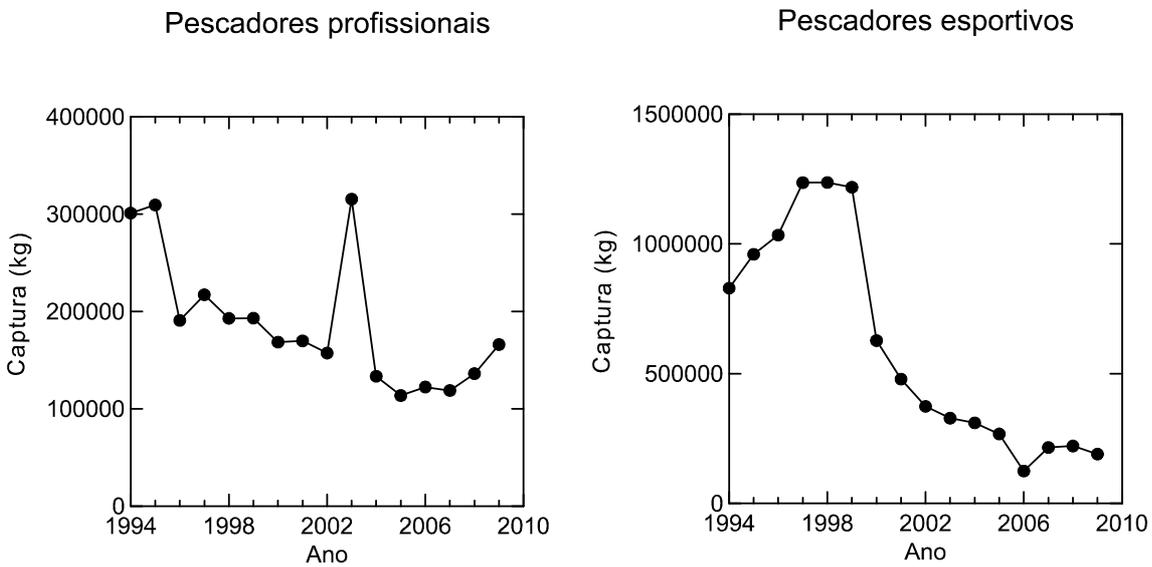 Pescadores profissionais
400000
300000
200000
100000
0
Captura (kg)
1994 1998 2002 2006 2010
Ano
Pescadores esportivos
1500000
1000000
500000
0
Captura (kg)
1994 1998 2002 2006 2010
Ano